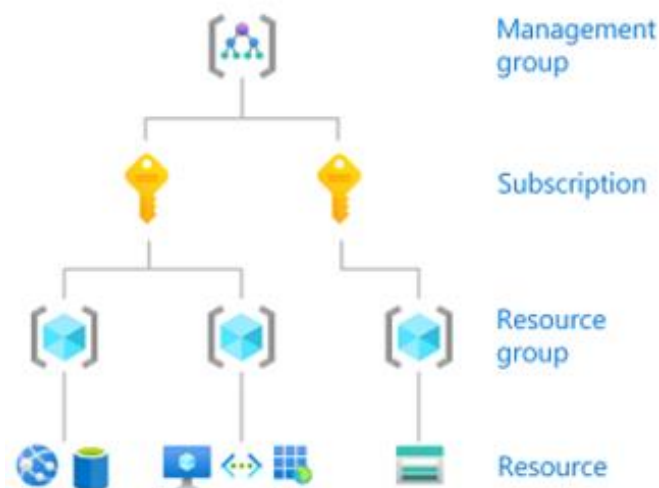 Management
group
Subscription
Resource
group
Resource